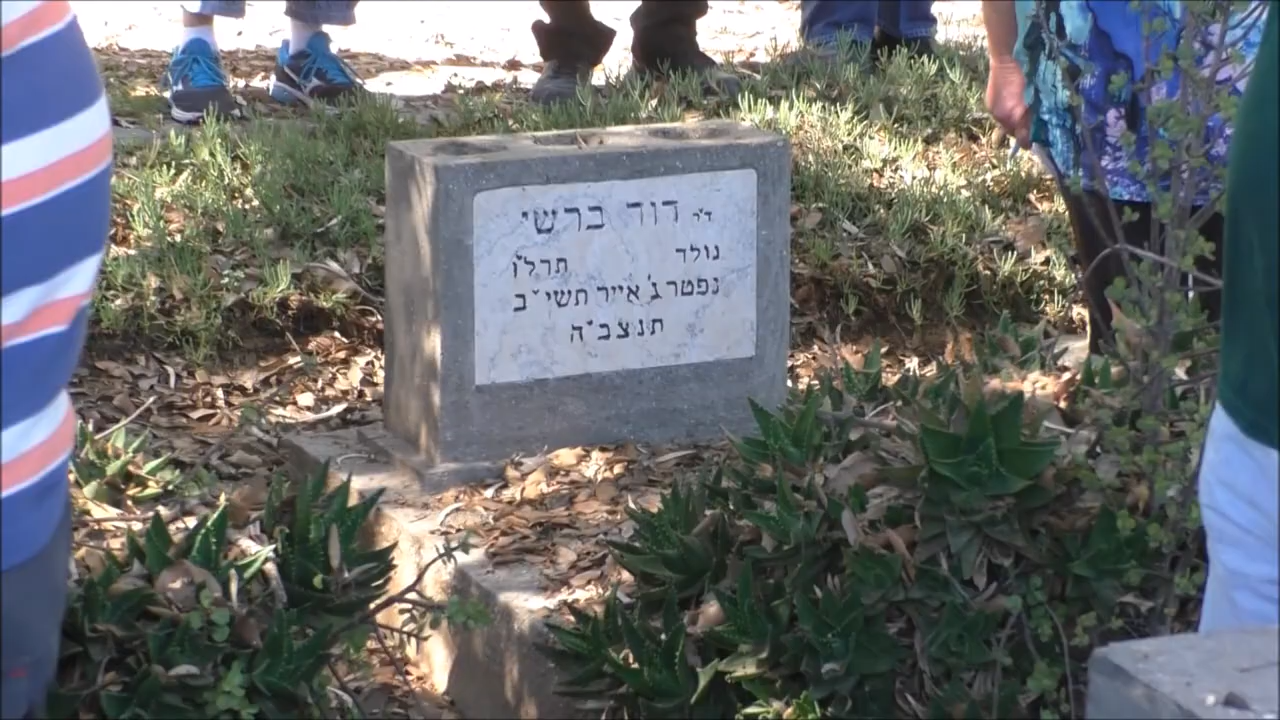 ד״ר דוד ברשי
נולד תרל״ו
נפטר ג׳ אייר תשי״ב
תנצב״ה